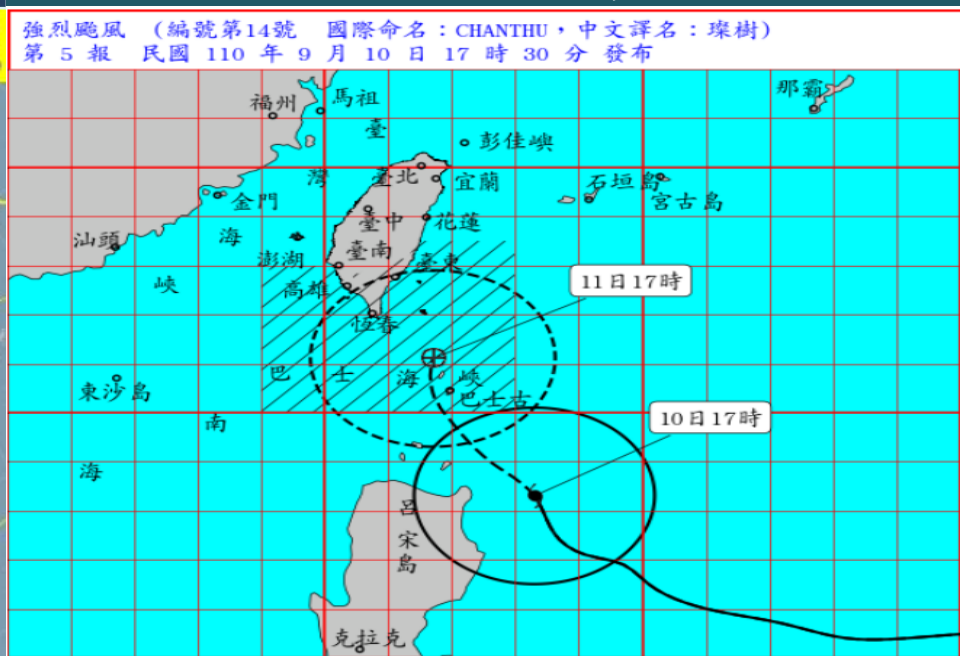 強烈颱風 (編號第14號 國際命名：CHANTHU，中文譯名：璨樹)
第 5 報 民國 110 年 9 月 10 日 17 時 30 分 發布
那霸
馬祖
福州
臺
彭佳嶼
灣
臺北
宜蘭
石垣島
金門
宮古島
臺中
花蓮
海
汕頭
臺南
澎湖
臺東
峽
高雄
11日17時
恆春
巴
士
海
峽
東沙島
巴士古
10日17時
南
海
呂
宋
島
克拉克